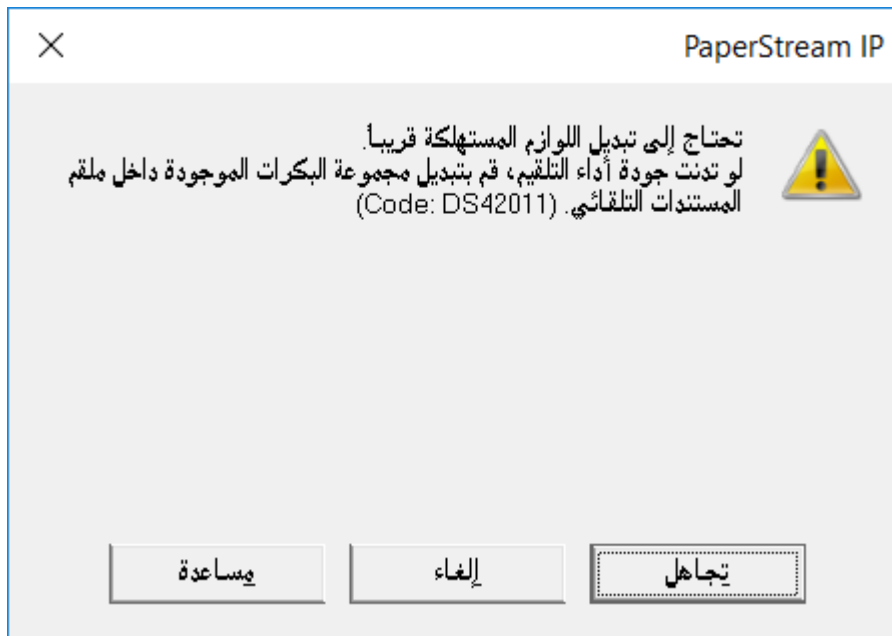 PaperStream IP
تحتاج إلى تبديل اللوازم المستهلكة قريباً.
لو تدنت جودة أداء التلقيم، قم بتبديل مجموعة البكرات الموجودة داخل ملقم
المستندات التلقائي. (Code: DS42011)
تجاهل
إلغاء
مساعدة